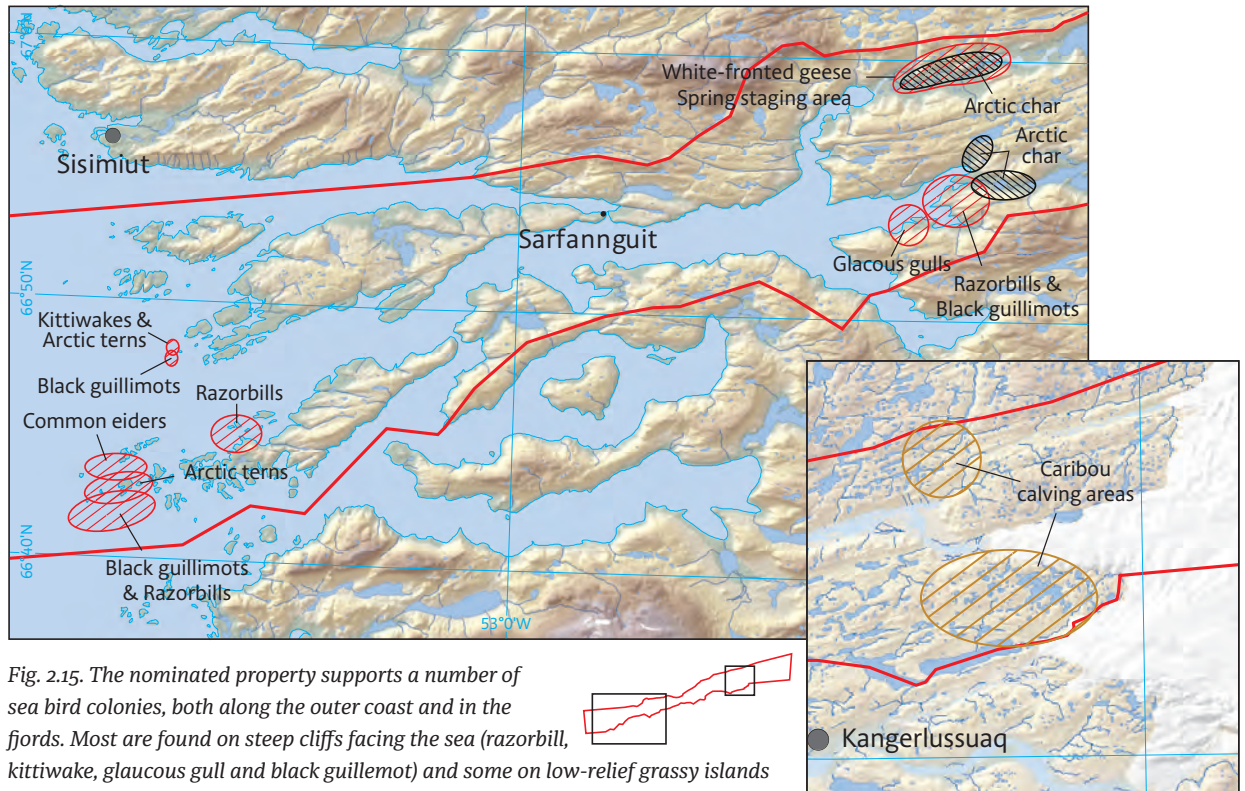 67°0'N
White-fronted geese
Spring staging area
Arctic char
Arctic
char
Sisimiut
Sarfannguit
Glacous gulls
Razorbills &
Black guillimots
66°50'N
Kittiwakes &
Arctic terns
Black guillimots
Razorbills
Common eiders
Arctic terns
66°40'N
Black guillimots
& Razorbills
53°0'W
Caribou
calving areas
Kangerlussuaq
Fig. 2.15. The nominated property supports a number of
sea bird colonies, both along the outer coast and in the
fjords. Most are found on steep cliffs facing the sea (razorbill,
kittiwake, glaucous gull and black guillemot) and some on low-relief grassy islands